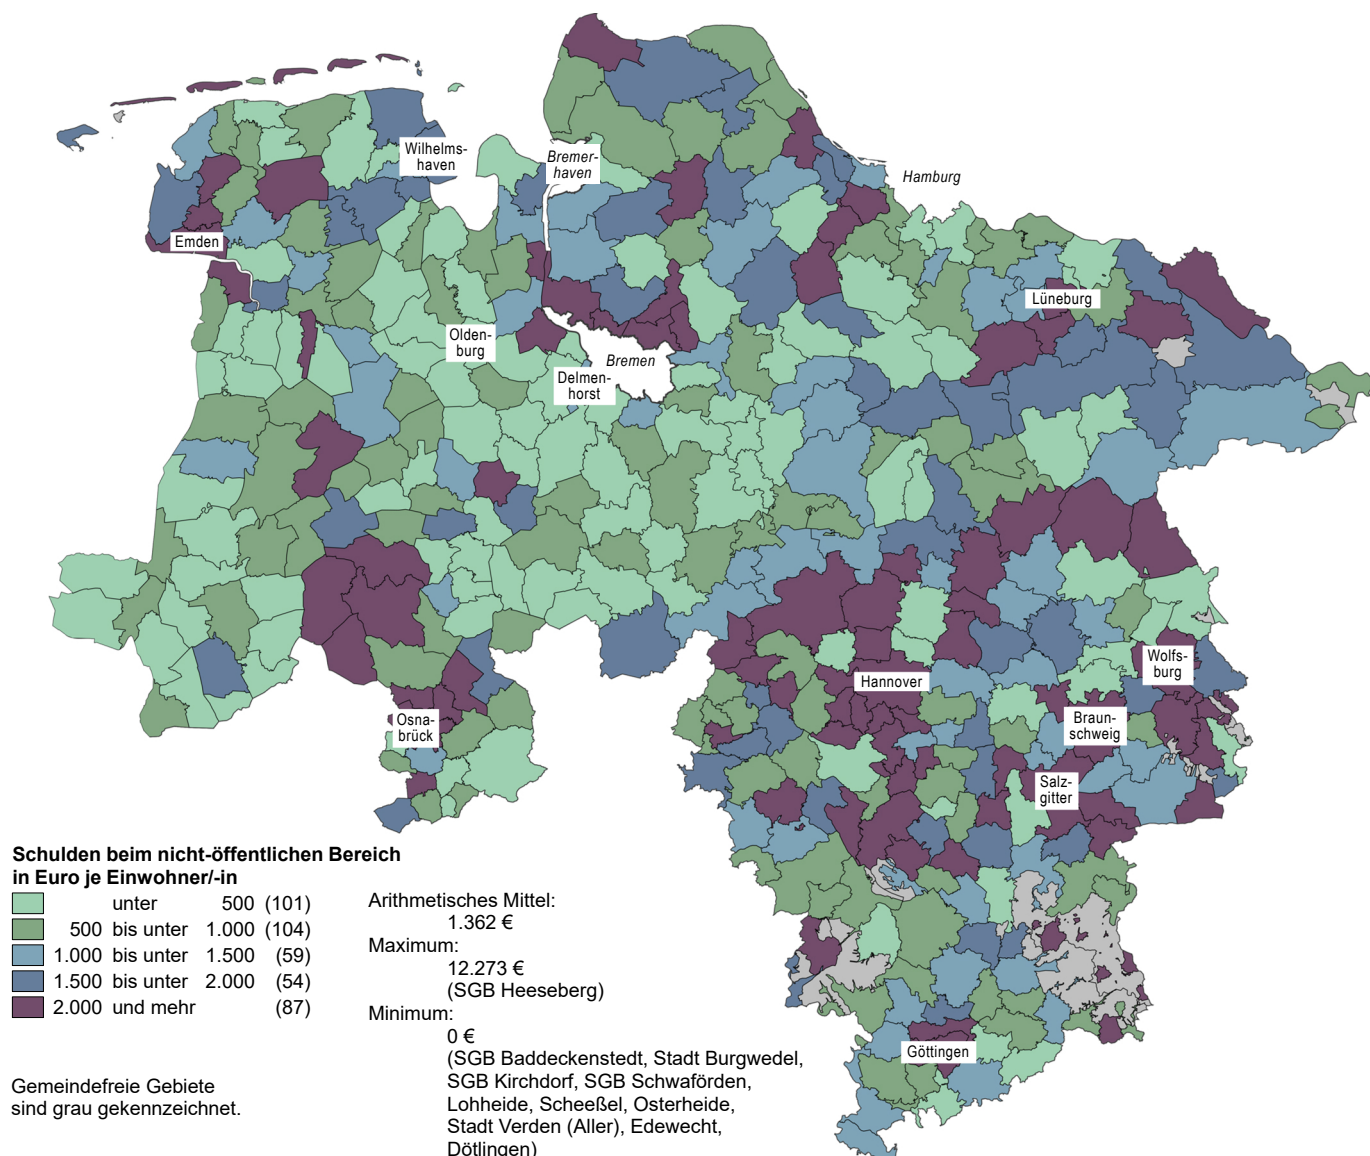 Wilhelms-
haven
Bremer-
haven
Hamburg
Emden
Lüneburg
Olden-
burg
Bremen
Delmen-
horst
Wolfs-
burg
Hannover
Osna-
brück
Braun-
schweig
Salz-
gitter
Göttingen
Schulden beim nicht-öffentlichen Bereich
in Euro je Einwohner/-in
unter 500 (101)
500 bis unter 1.000 (104)
1.000 bis unter 1.500 (59)
1.500 bis unter 2.000 (54)
2.000 und mehr (87)
Gemeindefreie Gebiete
sind grau gekennzeichnet.
Arithmetisches Mittel:
1.362 €
Maximum:
12.273 €
(SGB Heeseberg)
Minimum:
0 €
(SGB Baddeckenstedt, Stadt Burgwedel,
SGB Kirchdorf, SGB Schwaförden,
Lohheide, Scheeßel, Osterheide,
Stadt Verden (Aller), Edewecht,
Dötlingen)